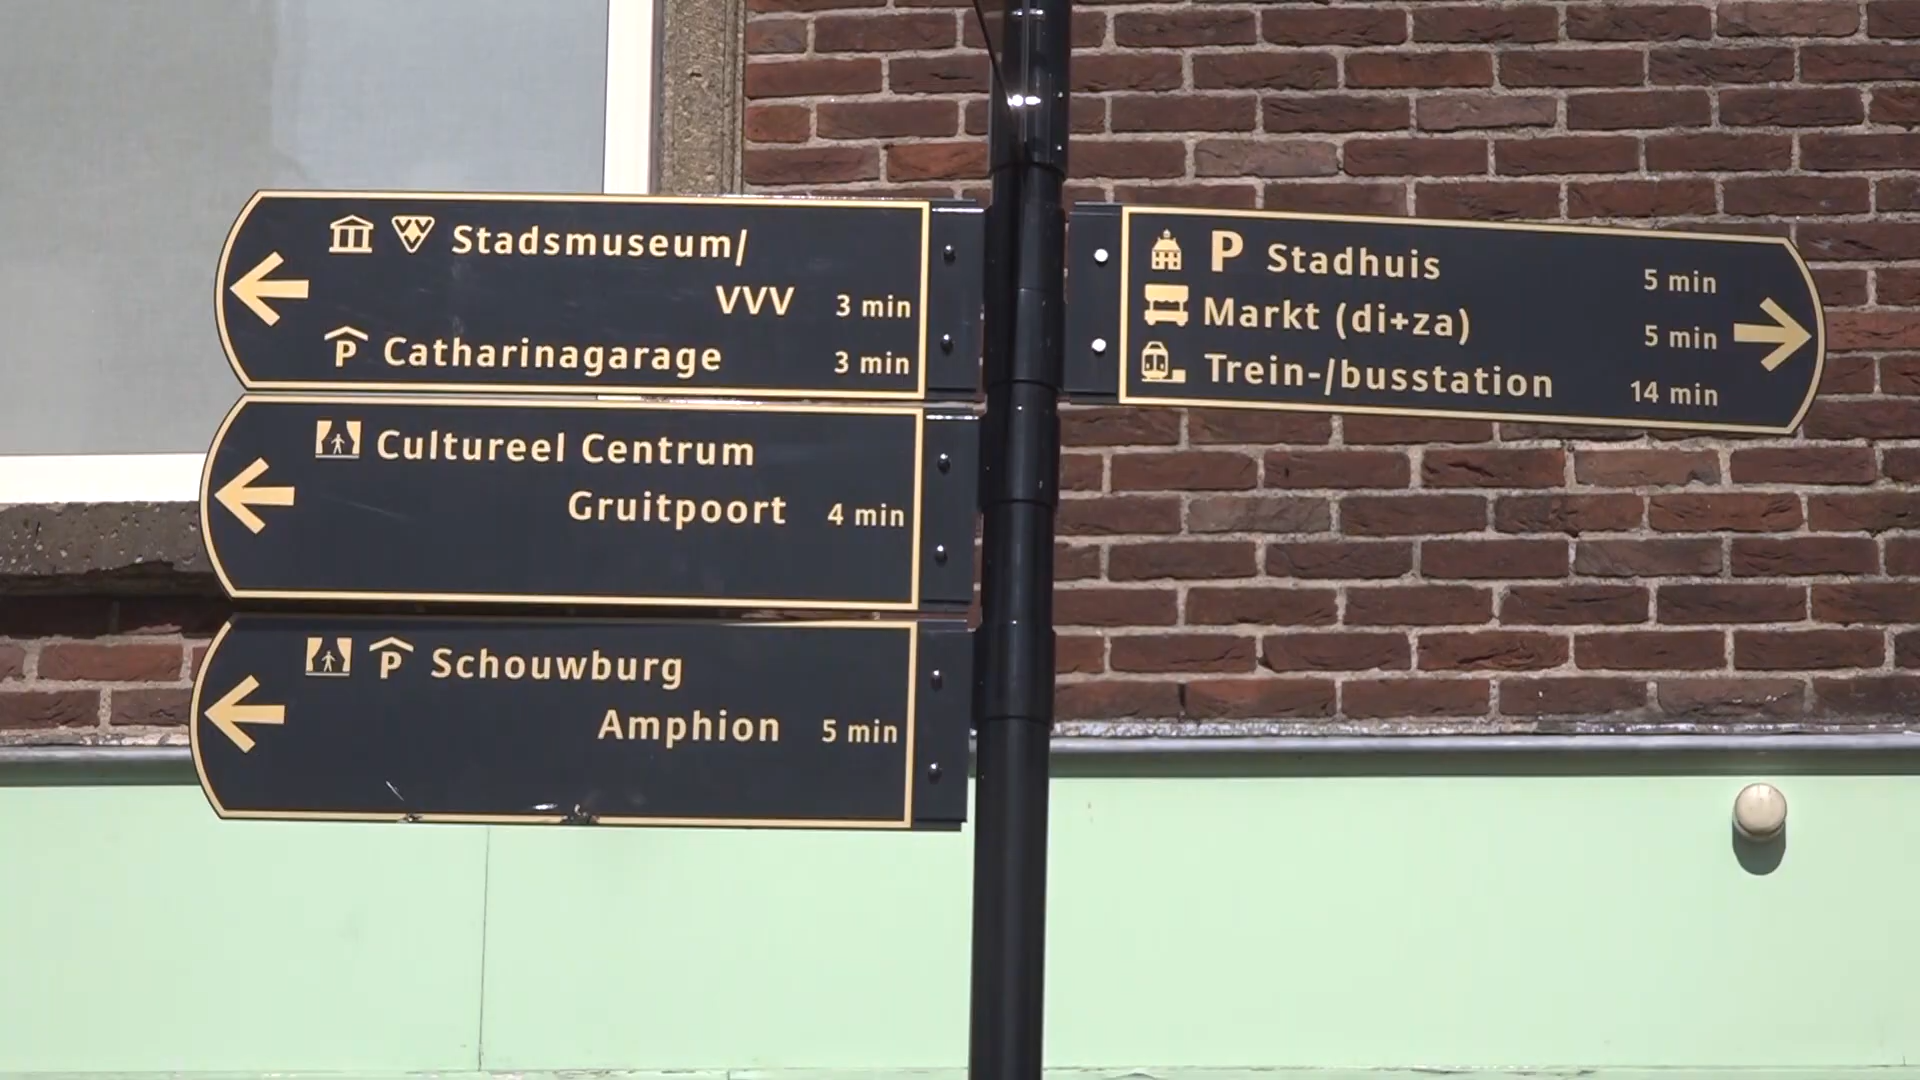 Stadsmuseum/
VVV 3 min
P Catharinagarage 3 min
Cultureel Centrum
Gruitpoort 4 min
P Schouwburg
Amphion 5 min
P Stadhuis 5 min
Markt (di+za) 5 min
Trein-/busstation 14 min